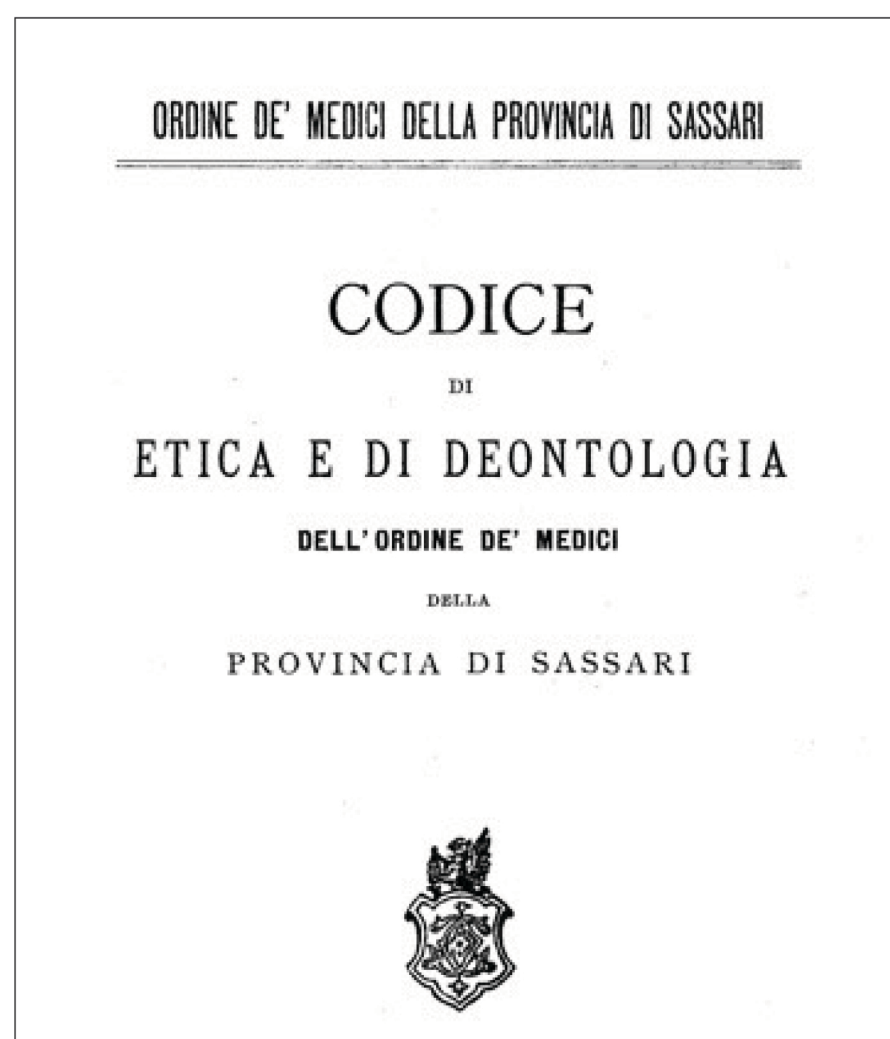 ORDINE DE' MEDICI DELLA PROVINCIA DI SASSARI
CODICE
DI
ETICA E DI DEONTOLOGIA
DELL'ORDINE DE' MEDICI
DELLA
PROVINCIA DI SASSARI